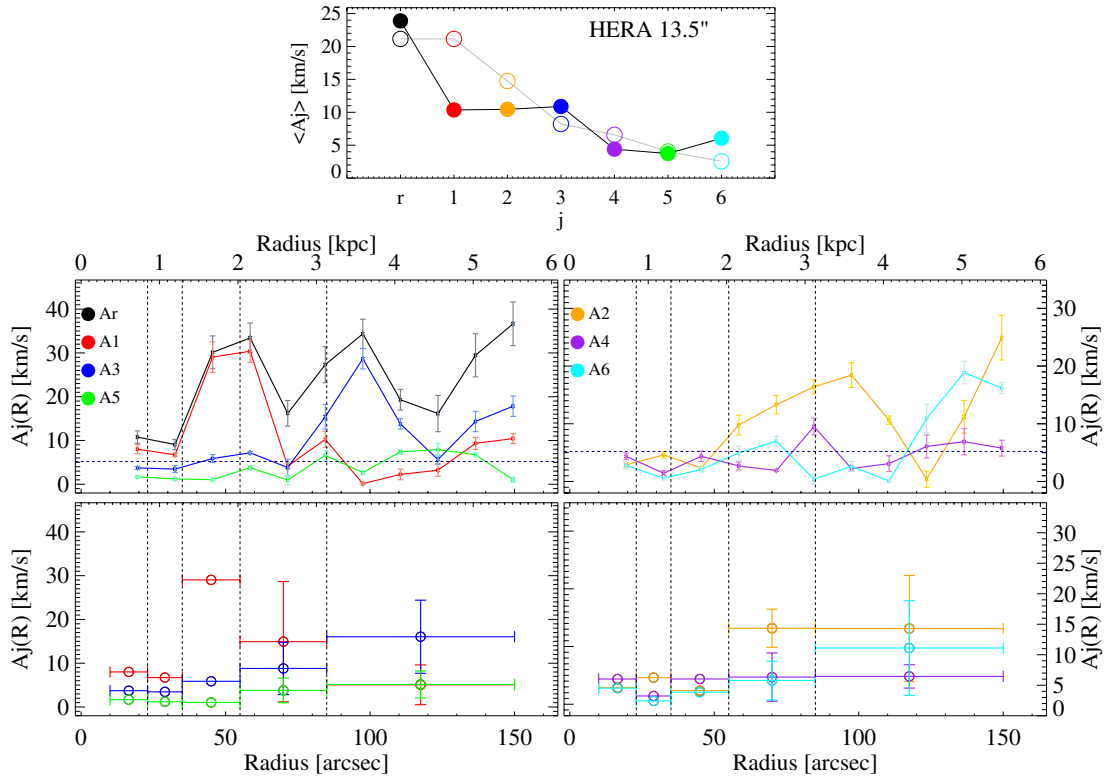 25
20
15
10
5
0
<Aj> [km/s]
HERA 13.5"
r 1 2 3 4 5 6
j
Radius [kpc] Radius [kpc]
0 1 2 3 4 5 6 0 1 2 3 4 5 6
40
30
20
10
0
Aj(R) [km/s]
Ar
A1
A3
A5
A2
A4
A6
30
20
10
0
Aj(R) [km/s]
40
30
20
10
0
Aj(R) [km/s]
30
25
20
15
10
5
0
Aj(R) [km/s]
0 50 100 150 0 50 100 150
Radius [arcsec] Radius [arcsec]